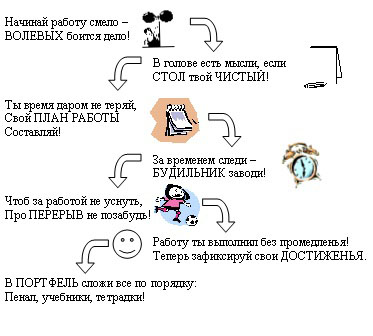 Начинай работу смело –
ВОЛЕВЫХ боится дело!
В голове есть мысли, если
СТОЛ твой ЧИСТЫЙ!
Ты время даром не теряй,
Свой ПЛАН РАБОТЫ
Составляй!
За временем следи –
БУДИЛЬНИК заводи!
Чтоб за работой не уснуть,
Про ПЕРЕРЫВ не позабудь!
Работу ты выполнил без промедленья!
Теперь зафиксируй свои ДОСТИЖЕНЬЯ.
В ПОРТФЕЛЬ сложи все по порядку:
Пенал, учебники, тетрадки!